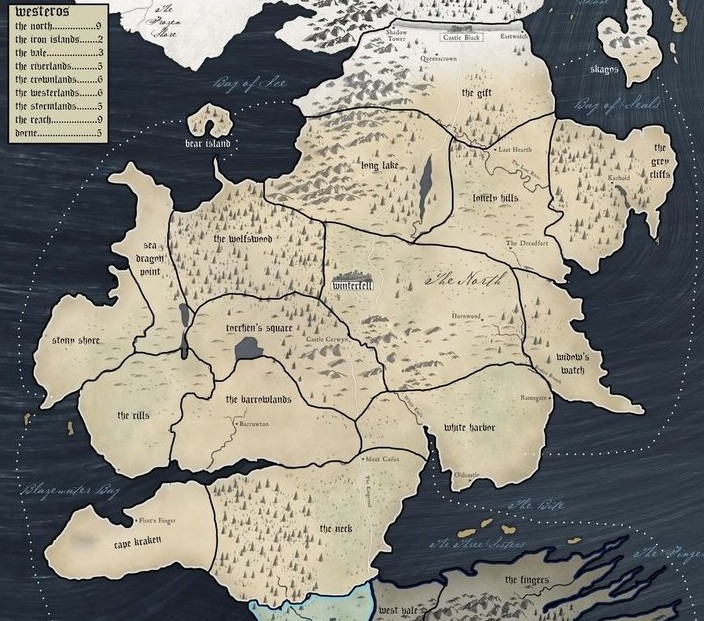 westeros
the north...............9
the iron islands......2
the vale..................3
the riverlands.........5
the crownlands.......6
the westerlands......6
the stormlands.......5
the reach...............9
dorne.....................5
The
Frozen
Shore
Shadow
Tower
Castle Black
Eastwatch
Queenscrown
skagos
Bay of Ice
Bay of Seals
the gift
bear island
Last Hearth
the
grey
cliffs
long lake
Karhold
lonely hills
sea
dragon
point
the wolfswood
The Dreadfort
winterfell
The North
Hornwood
stony shore
torrhen's square
Castle Cerwyn
widow's
watch
the rills
the barrowlands
Ramsgate
Barrowton
white harbor
Moat Cailin
Oldcastle
Blazewater Bay
The Kingsroad
The Bite
Flint's Finger
the neck
cape kraken
The Three Sisters
The Fingers
the fingers
west vale